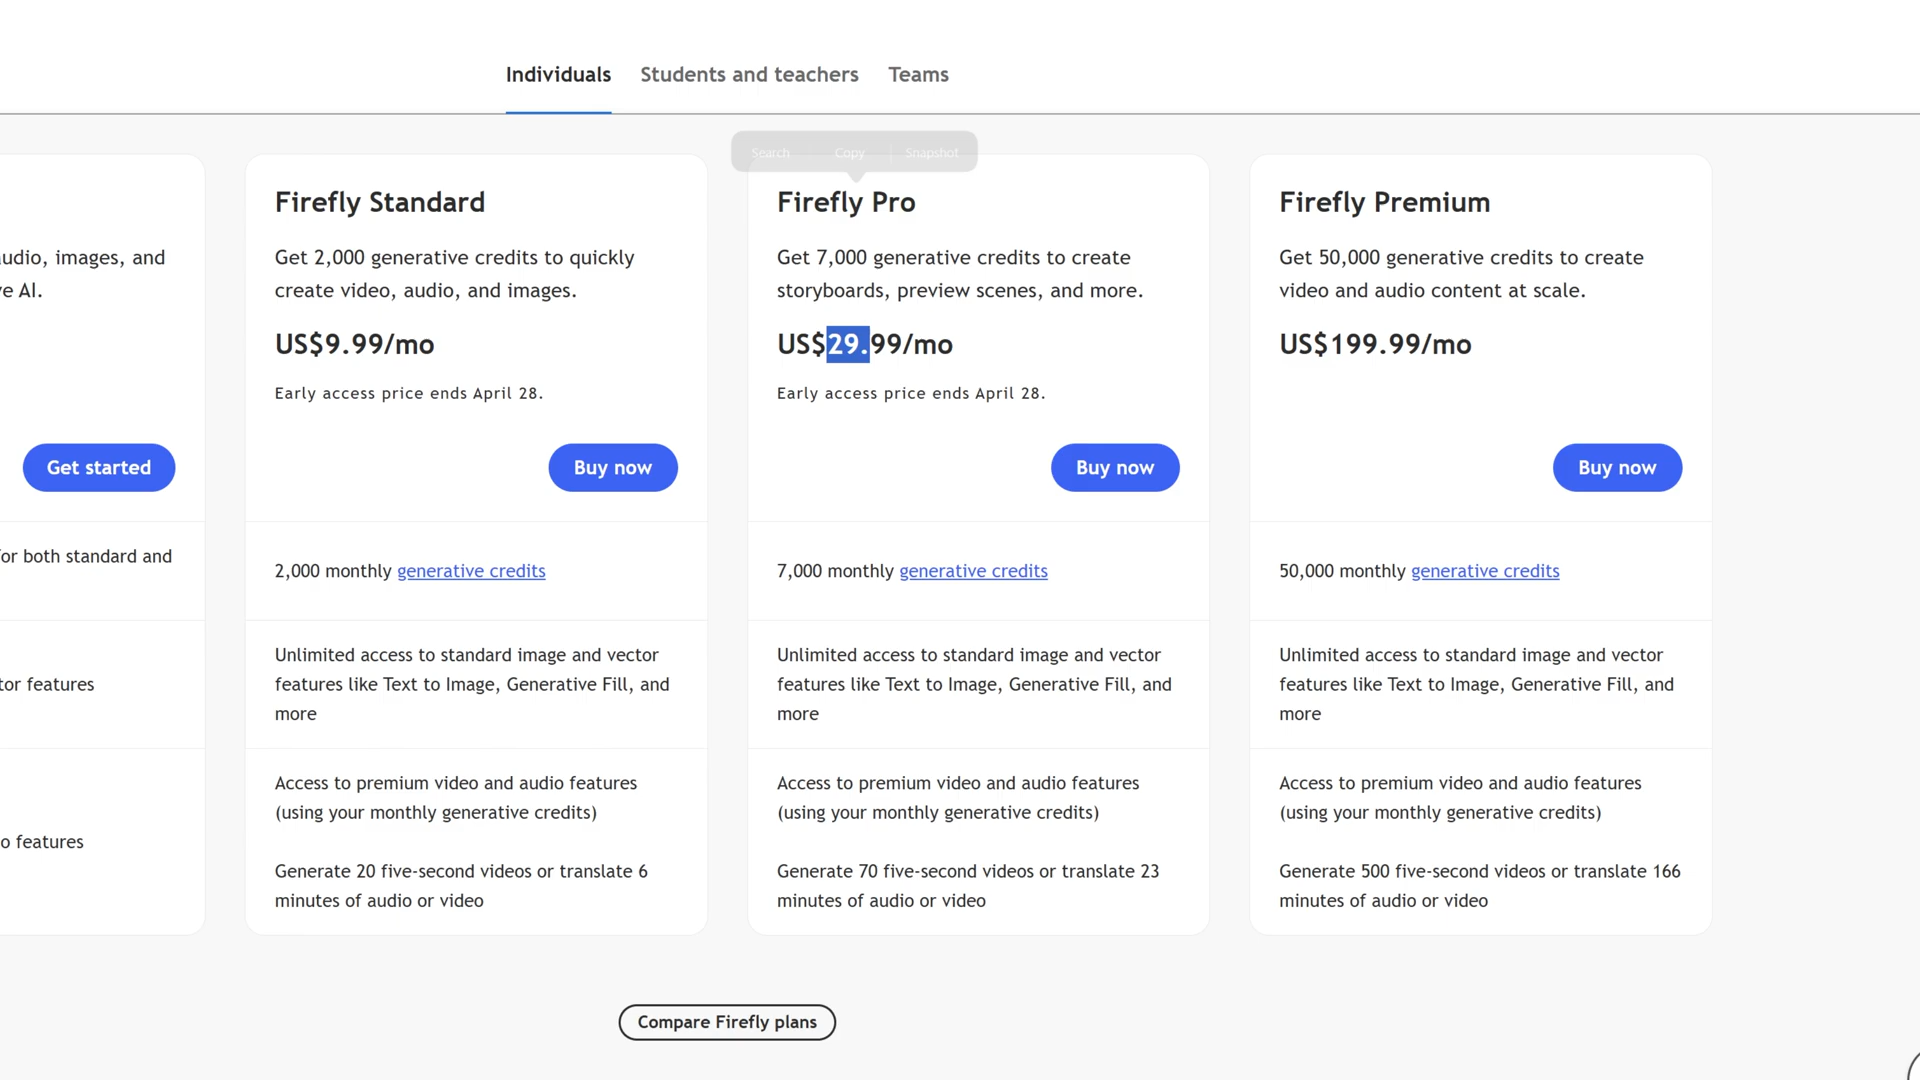 Individuals Students and teachers Teams
Search Copy Snapshot
audio, images, and
e AI.
Get started
for both standard and
tor features
o features
Firefly Standard
Get 2,000 generative credits to quickly
create video, audio, and images.
US$9.99/mo
Early access price ends April 28.
Buy now
2,000 monthly generative credits
Unlimited access to standard image and vector
features like Text to Image, Generative Fill, and
more
Access to premium video and audio features
(using your monthly generative credits)
Generate 20 five-second videos or translate 6
minutes of audio or video
Firefly Pro
Get 7,000 generative credits to create
storyboards, preview scenes, and more.
US$29.99/mo
Early access price ends April 28.
Buy now
7,000 monthly generative credits
Unlimited access to standard image and vector
features like Text to Image, Generative Fill, and
more
Access to premium video and audio features
(using your monthly generative credits)
Generate 70 five-second videos or translate 23
minutes of audio or video
Firefly Premium
Get 50,000 generative credits to create
video and audio content at scale.
US$199.99/mo
Buy now
50,000 monthly generative credits
Unlimited access to standard image and vector
features like Text to Image, Generative Fill, and
more
Access to premium video and audio features
(using your monthly generative credits)
Generate 500 five-second videos or translate 166
minutes of audio or video
Compare Firefly plans